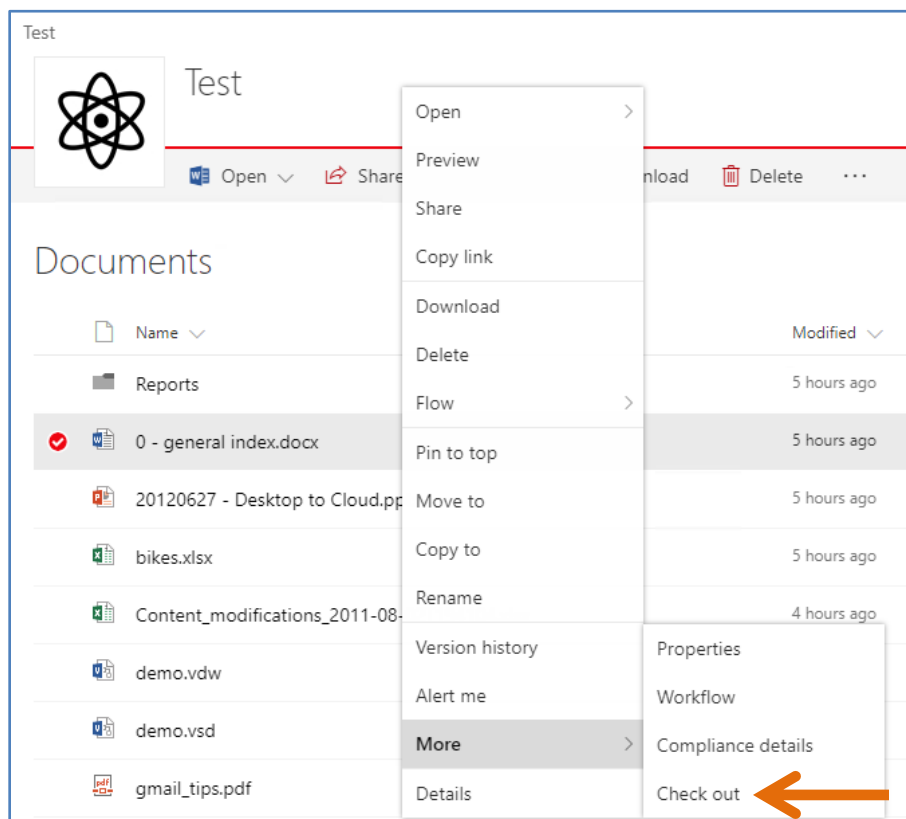 Test
Test
Open Share nload Delete ...
Documents
Name Modified
Reports 5 hours ago
0 - general index.docx 5 hours ago
20120627 - Desktop to Cloud.pp 5 hours ago
bikes.xlsx 5 hours ago
Content_modifications_2011-08- 4 hours ago
demo.vdw
demo.vsd
gmail_tips.pdf
Open
Preview
Share
Copy link
Download
Delete
Flow
Pin to top
Move to
Copy to
Rename
Version history
Alert me
More
Details
Properties
Workflow
Compliance details
Check out